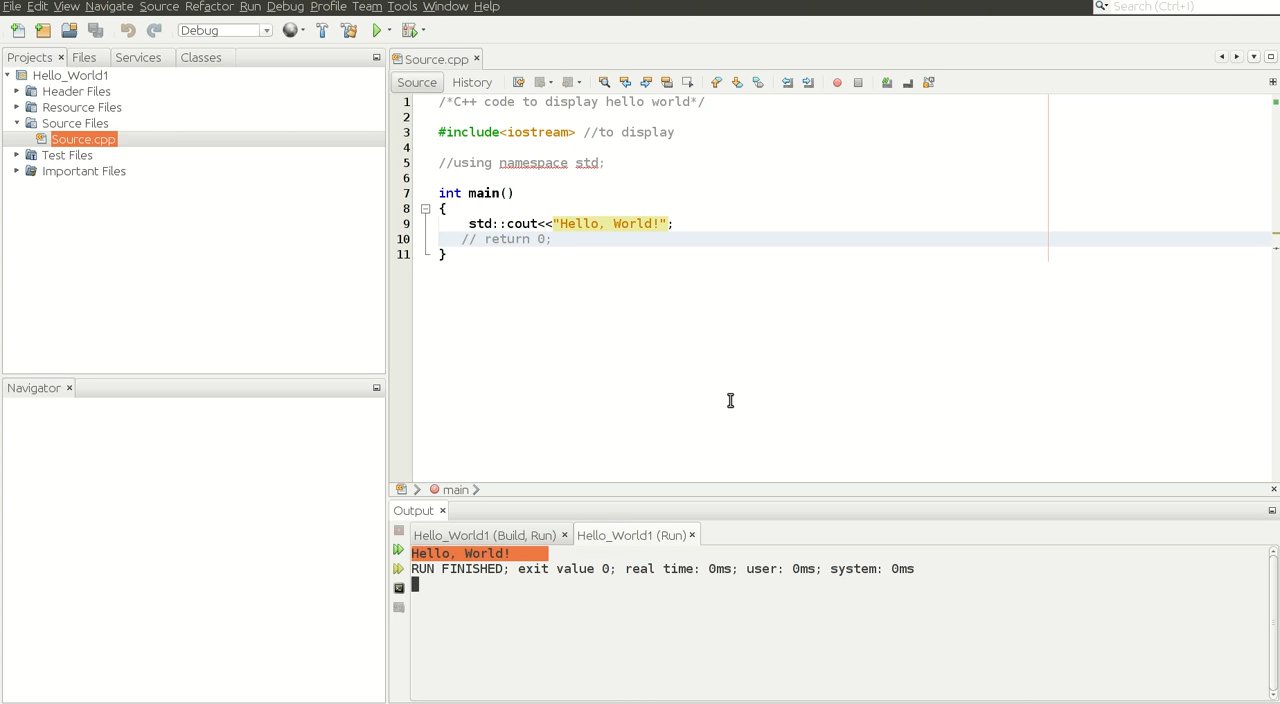 File Edit View Navigate Source Refactor Run Debug Profile Team Tools Window Help
Search (Ctrl+I)
Debug
Projects Files Services Classes
Hello_World1
Header Files
Resource Files
Source Files
Source.cpp
Test Files
Important Files
Navigator
Source.cpp
Source History
1 /*C++ code to display hello world*/
2
3 #include<iostream> //to display
4
5 //using namespace std;
6
7 int main()
8 {
9 std::cout<<"Hello, World!";
10 // return 0;
11 }
main
Output
Hello_World1 (Build, Run) Hello_World1 (Run)
Hello, World!
RUN FINISHED; exit value 0; real time: 0ms; user: 0ms; system: 0ms